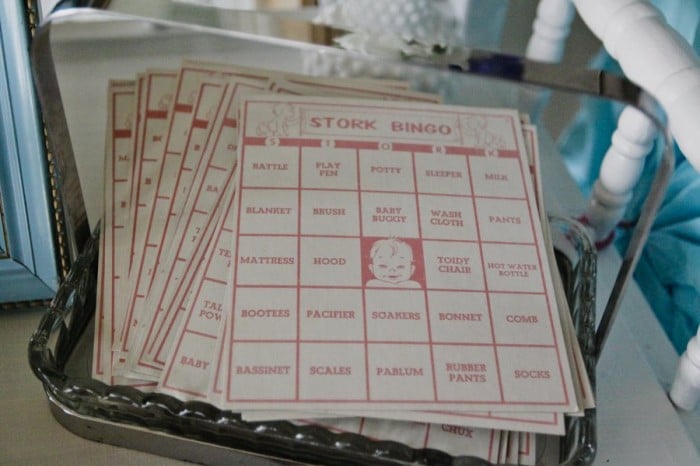 STORK BINGO
S T O R K
RATTLE PLAY PEN POTTY SLEEPER MILK
BLANKET BRUSH BABY BUGGY WASH CLOTH PANTS
MATTRESS HOOD TOIDY CHAIR HOT WATER BOTTLE
BOOTEES PACIFIER SOAKERS BONNET COMB
BASSINET SCALES PABLUM RUBBER PANTS SOCKS
BABY
CHUX